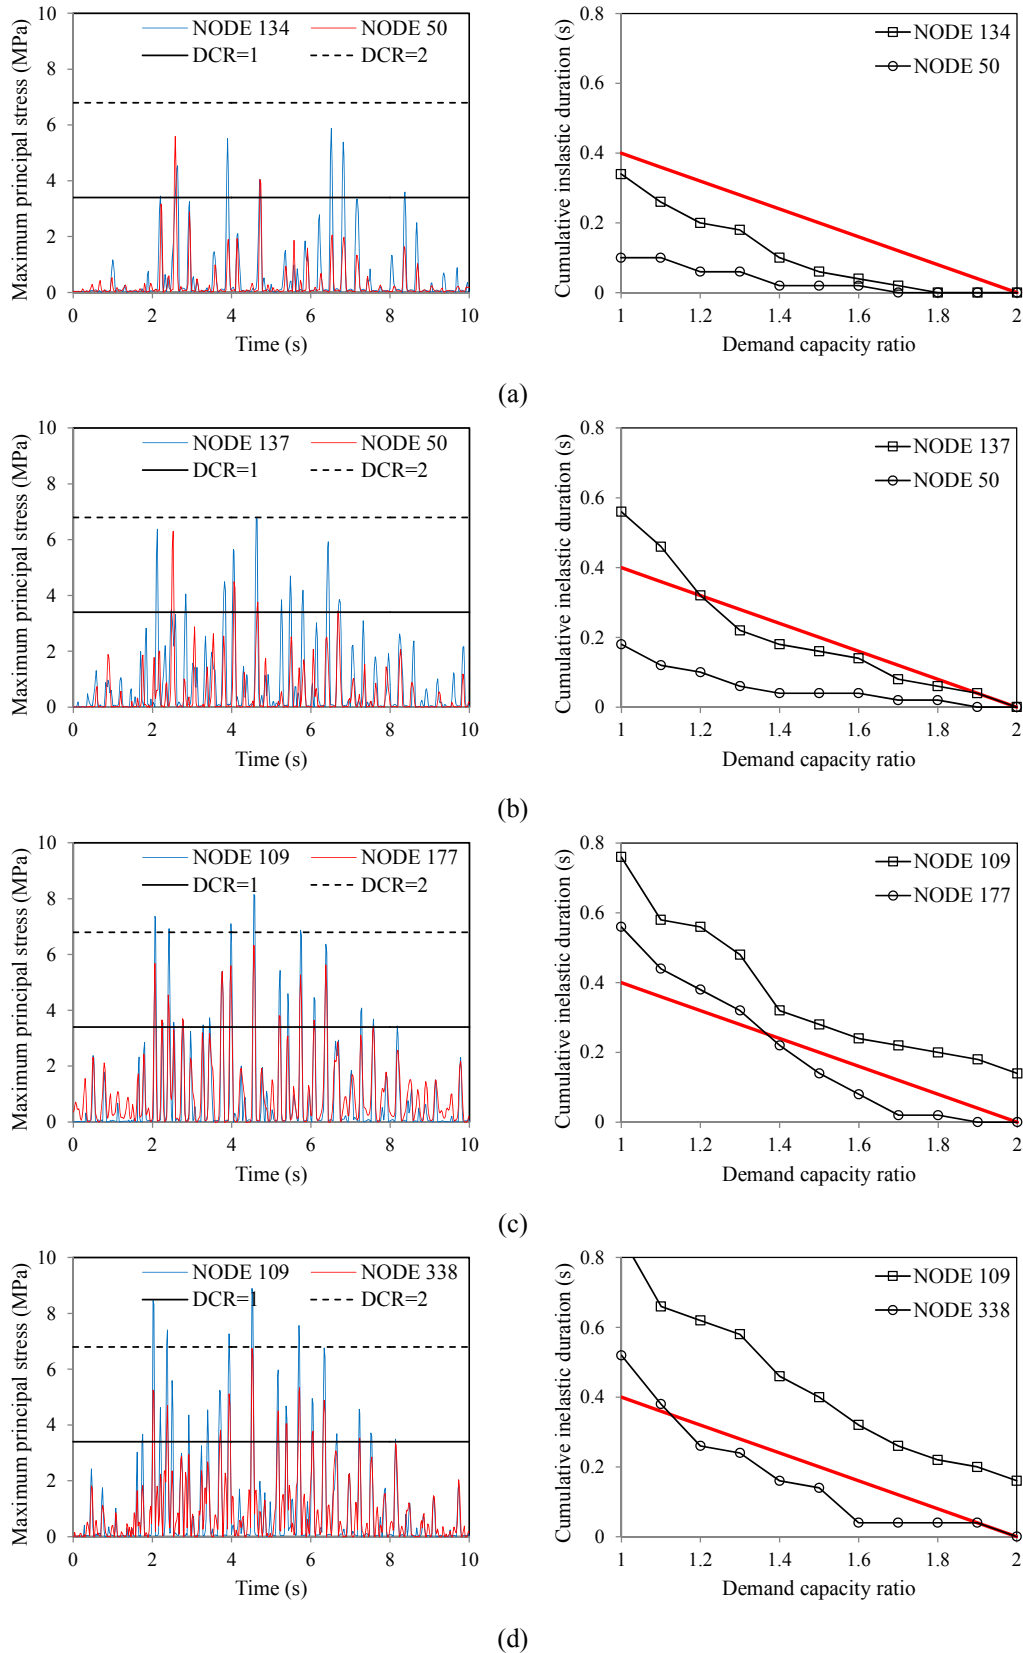 Maximum principal stress (MPa)
10
8
6
4
2
0
NODE 134 NODE 50
DCR=1 DCR=2
0 2 4 6 8 10
Time (s)
Cumulative inslastic duration (s)
0.8
0.6
0.4
0.2
0
NODE 134
NODE 50
1 1.2 1.4 1.6 1.8 2
Demand capacity ratio
(a)
Maximum principal stress (MPa)
10
8
6
4
2
0
NODE 137 NODE 50
DCR=1 DCR=2
0 2 4 6 8 10
Time (s)
Cumulative inelastic duration (s)
0.8
0.6
0.4
0.2
0
NODE 137
NODE 50
1 1.2 1.4 1.6 1.8 2
Demand capacity ratio
(b)
Maximum principal stress (MPa)
10
8
6
4
2
0
NODE 109 NODE 177
DCR=1 DCR=2
0 2 4 6 8 10
Time (s)
Cumulative inelastic duration (s)
0.8
0.6
0.4
0.2
0
NODE 109
NODE 177
1 1.2 1.4 1.6 1.8 2
Demand capacity ratio
(c)
Maximum principal stress (MPa)
10
8
6
4
2
0
NODE 109 NODE 338
DCR=1 DCR=2
0 2 4 6 8 10
Time (s)
Cumulative inelastic duration (s)
0.8
0.6
0.4
0.2
0
NODE 109
NODE 338
1 1.2 1.4 1.6 1.8 2
Demand capacity ratio
(d)